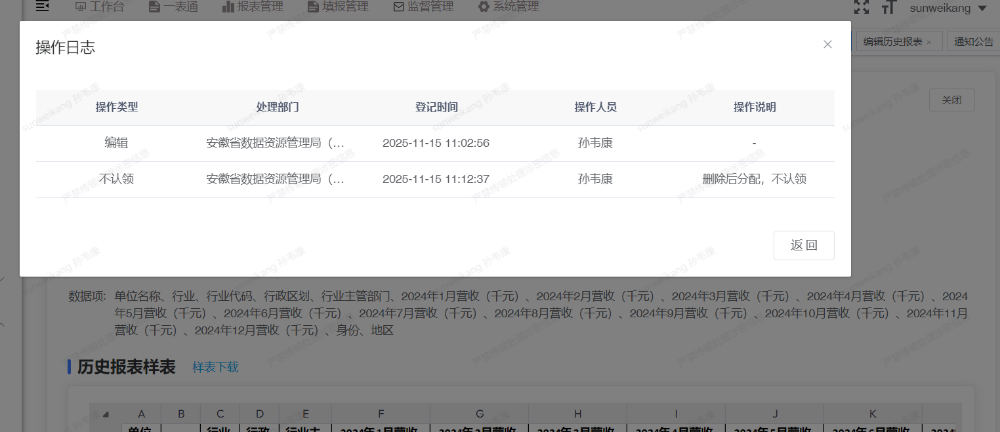 工作台 一表通 报表管理 填报管理 监督管理 系统管理 sunweikang
操作日志
编辑历史报表 × 通知公告
关闭
操作类型 处理部门 登记时间 操作人员 操作说明
编辑 安徽省数据资源管理局（... 2025-11-15 11:02:56 孙韦康 -
不认领 安徽省数据资源管理局（... 2025-11-15 11:12:37 孙韦康 删除后分配，不认领
返 回
数据项: 单位名称、行业、行业代码、行政区划、行业主管部门、2024年1月营收（千元）、2024年2月营收（千元）、2024年3月营收（千元）、2024年4月营收（千元）、2024
年5月营收（千元）、2024年6月营收（千元）、2024年7月营收（千元）、2024年8月营收（千元）、2024年9月营收（千元）、2024年10月营收（千元）、2024年11月
营收（千元）、2024年12月营收（千元）、身份、地区
历史报表样表 样表下载
A B C D E F G H I J K
单位 行业 行政 行业主 2024年1月营收 2024年2月营收 2024年3月营收 2024年4月营收 2024年5月营收 2024年6月营收 2024
sunweikang 孙韦康
严禁传输处理涉密信息